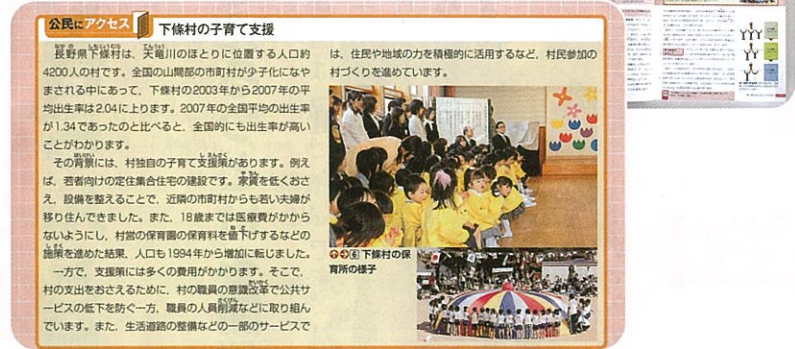 公民にアクセス
下條村の子育て支援
長野県下條村は、天竜川のほとりに位置する人口約
4200人の村です。全国の山間部の市町村が少子化になや
まされる中にあって、下條村の2003年から2007年の平
均出生率は2.04に上ります。2007年の全国平均の出生率
が1.34であったのと比べると、全国的にも出生率が高い
ことがわかります。
その背景には、村独自の子育て支援策があります。例え
ば、若者向けの定住集合住宅の建設です。家賃を低くおさ
え、設備を整えることで、近隣の市町村からも若い夫婦が
移り住んできました。また、18歳までは医療費がかから
ないようにし、村営の保育園の保育料を値下げするなどの
施策を進めた結果、人口も1994年から増加に転じました。
一方で、支援策には多くの費用がかかります。そこで、
村の支出をおさえるために、村の職員の意識改革で公共サ
ービスの低下を防ぐ一方、職員の人員削減などに取り組ん
でいます。また、生活道路の整備などの一部のサービスで
は、住民や地域の力を積極的に活用するなど、村民参加の
村づくりを進めています。
6 下條村の保
育所の様子